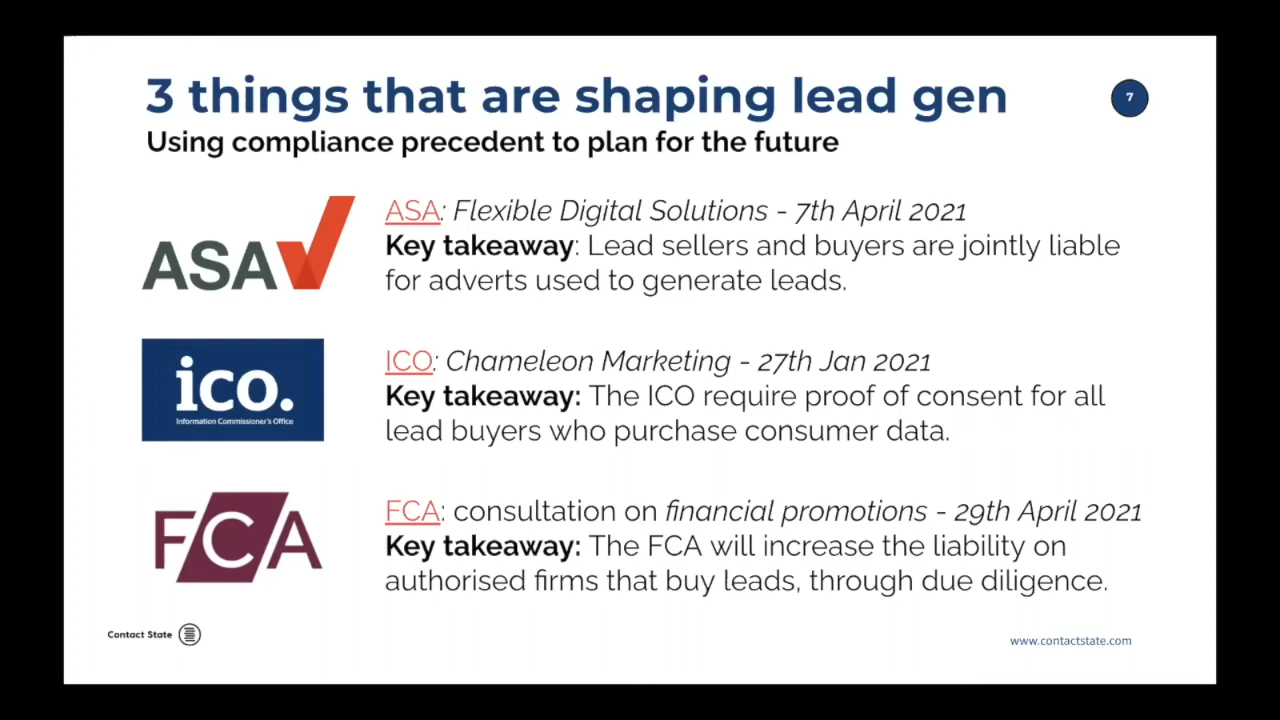 3 things that are shaping lead gen
7
Using compliance precedent to plan for the future
ASA
ASA: Flexible Digital Solutions - 7th April 2021
Key takeaway: Lead sellers and buyers are jointly liable
for adverts used to generate leads.
ico.
Information Commissioner's Office
ICO: Chameleon Marketing - 27th Jan 2021
Key takeaway: The ICO require proof of consent for all
lead buyers who purchase consumer data.
FCA
FCA: consultation on financial promotions - 29th April 2021
Key takeaway: The FCA will increase the liability on
authorised firms that buy leads, through due diligence.
Contact State
www.contactstate.com